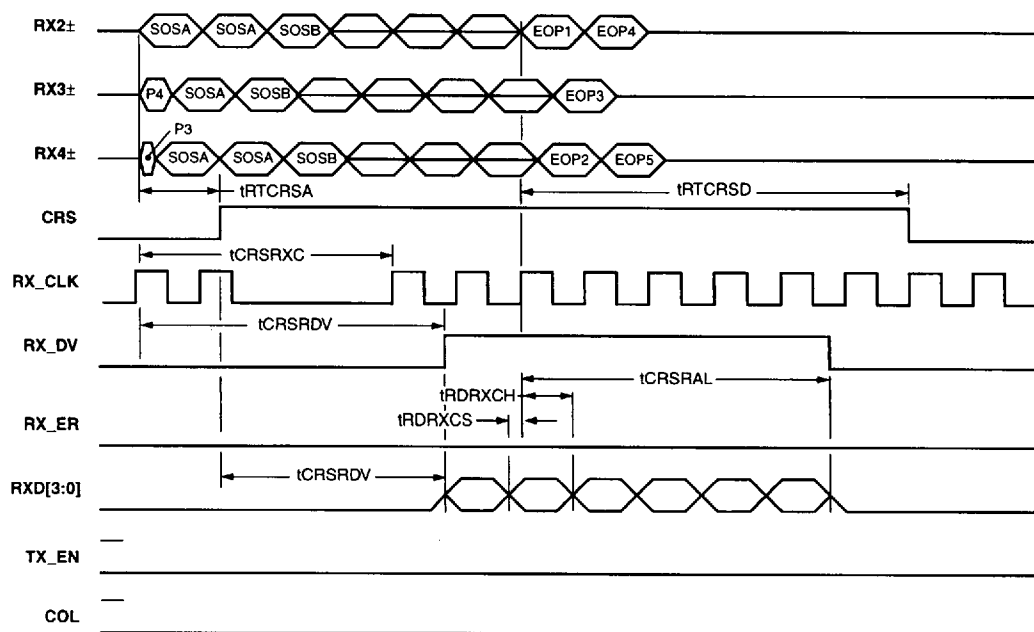 RX2± SOSA SOSA SOSB EOP1 EOP4
RX3± P4 SOSA SOSB EOP3
P3
RX4± SOSA SOSA SOSB EOP2 EOP5
tRTCRSA tRTCRSD
CRS
tCRSRXC
RX_CLK
tCRSRDV
RX_DV
tCRSRAL
tRDRXCH
tRDRXCS
RX_ER
tCRSRDV
RXD[3:0]
TX_EN
COL